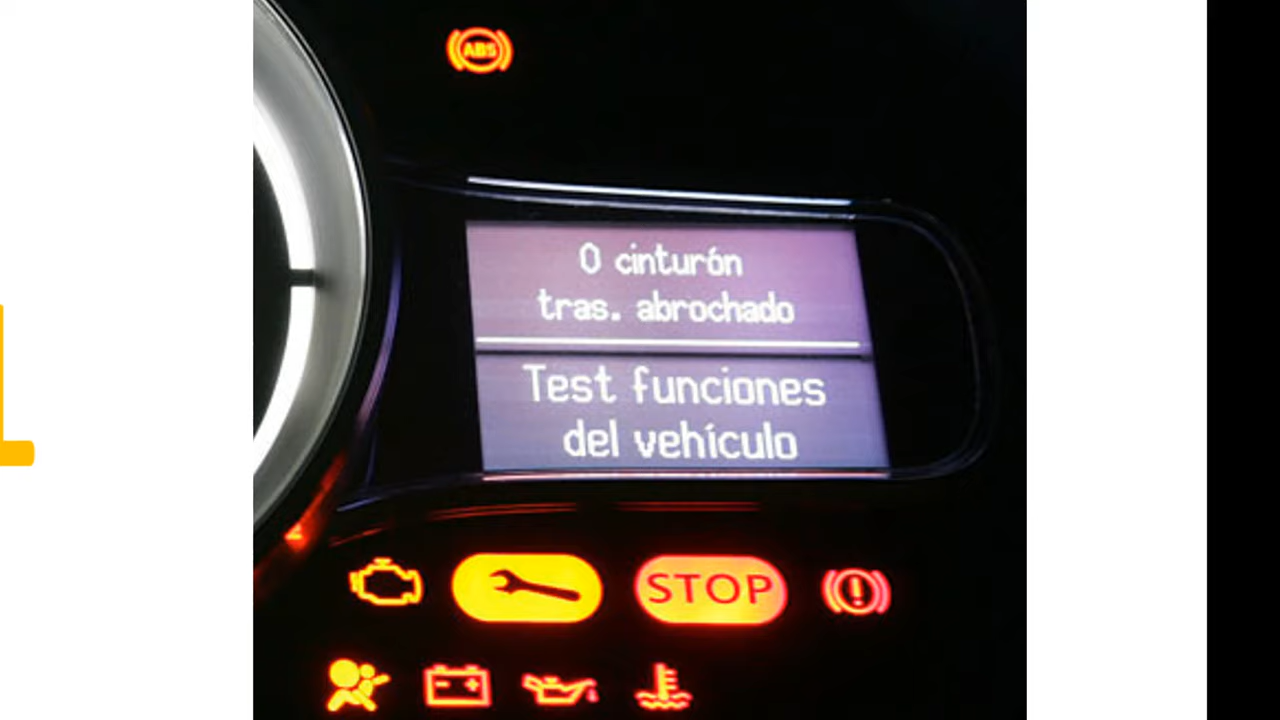 ABS
0 cinturón
tras. abrochado
Test funciones
del vehículo
STOP